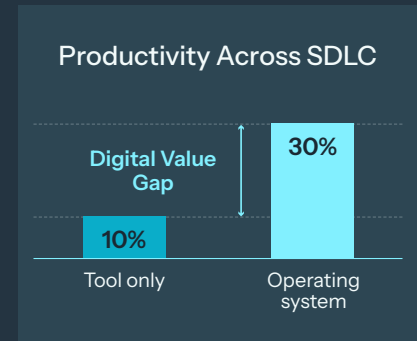 Productivity Across SDLC
Digital Value
Gap
30%
10%
Tool only
Operating
system